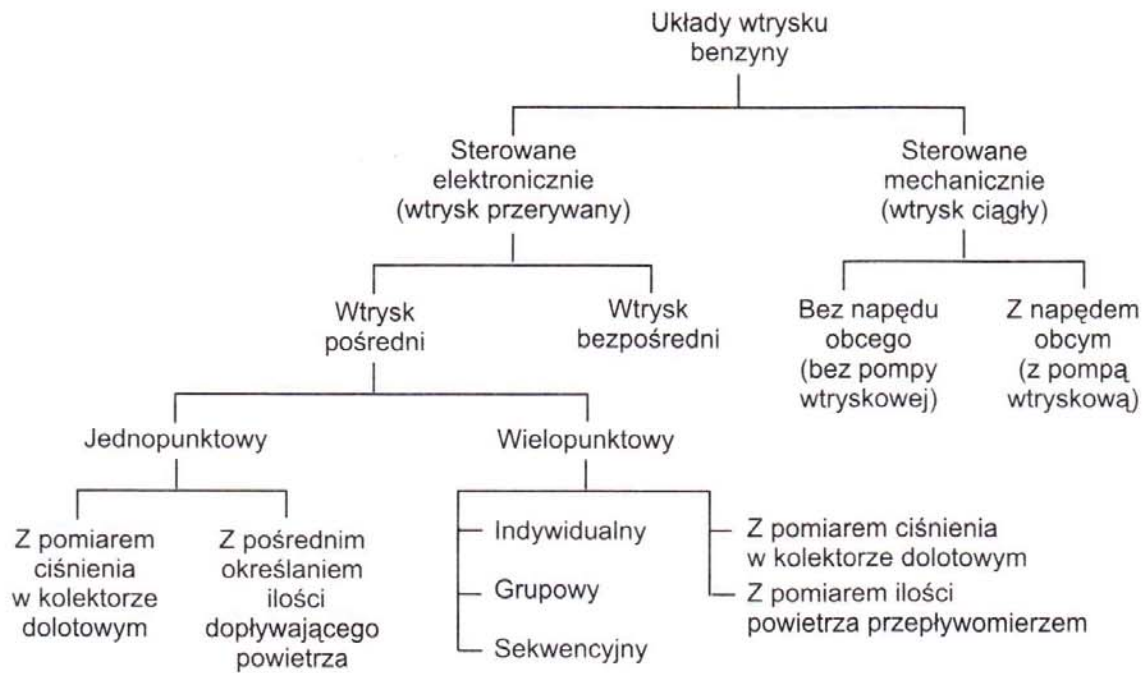 Układy wtrysku
benzyny
Sterowane
elektronicznie
(wtrysk przerywany)
Sterowane
mechanicznie
(wtrysk ciągły)
Wtrysk
pośredni
Wtrysk
bezpośredni
Bez napędu
obcego
(bez pompy
wtryskowej)
Z napędem
obcym
(z pompą
wtryskową)
Jednopunktowy
Wielopunktowy
Z pomiarem
ciśnienia
w kolektorze
dolotowym
Z pośrednim
określaniem
ilości
dopływającego
powietrza
Indywidualny
Grupowy
Sekwencyjny
Z pomiarem ciśnienia
w kolektorze dolotowym
Z pomiarem ilości
powietrza przepływomierzem